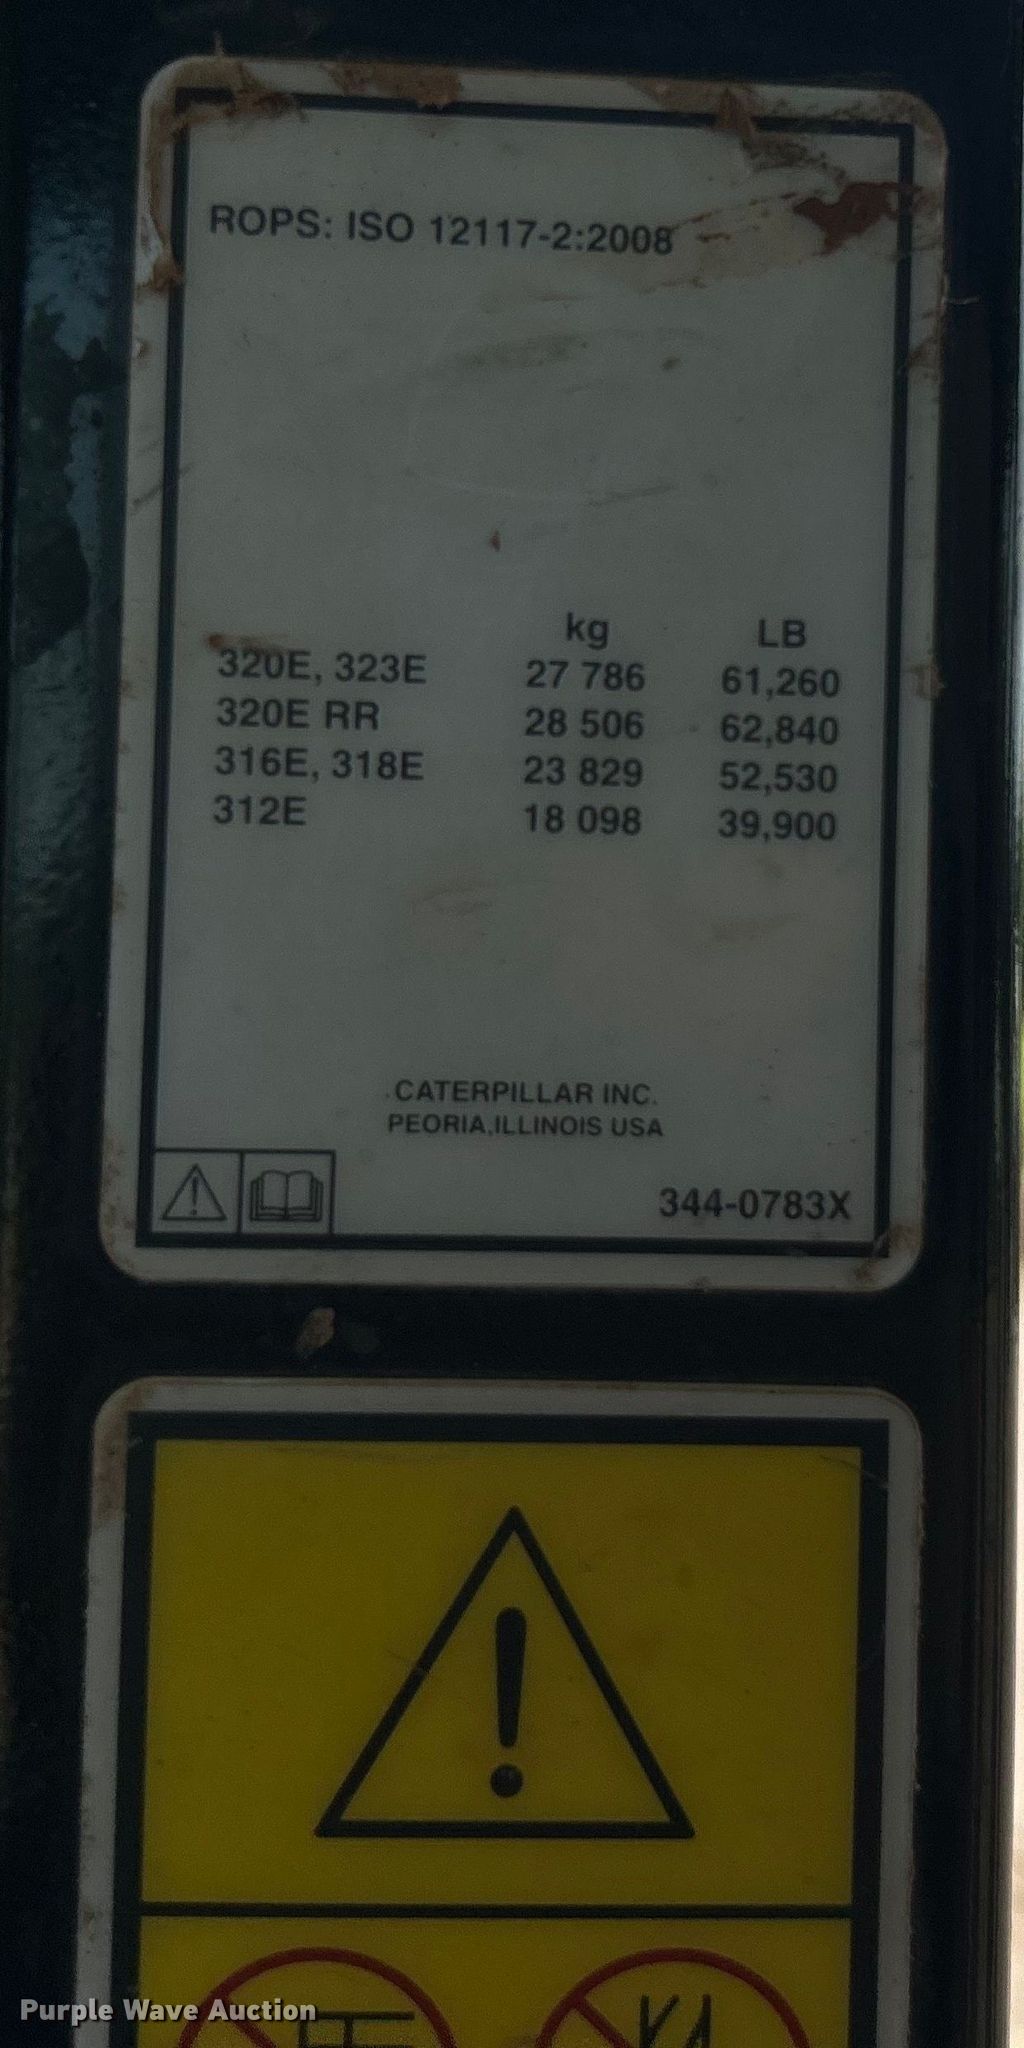 ROPS: ISO 12117-2:2008
kg LB
320E, 323E 27 786 61,260
320E RR 28 506 62,840
316E, 318E 23 829 52,530
312E 18 098 39,900
CATERPILLAR INC.
PEORIA,ILLINOIS USA
344-0783X
Purple Wave Auction